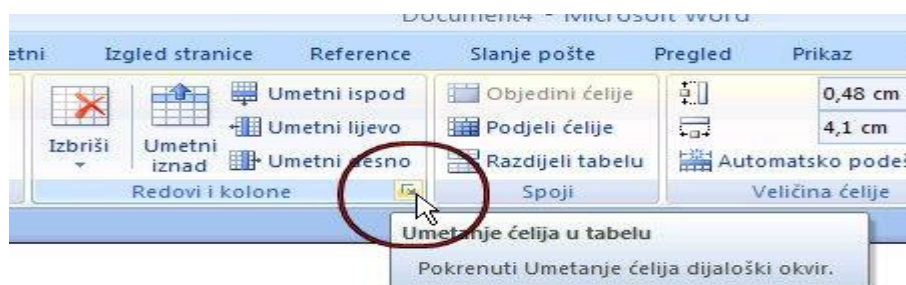 Document4 - Microsoft Word
etni Izgled stranice Reference Slanje pošte Pregled Prikaz
Izbriši
Umetni iznad
Umetni ispod
Umetni lijevo
Umetni desno
Redovi i kolone
Objedini ćelije
Podjeli ćelije
Razdijeli tabelu
Spoji
0,48 cm
4,1 cm
Automatsko podeš
Veličina ćelije
Umetanje ćelija u tabelu
Pokrenuti Umetanje ćelija dijaloški okvir.